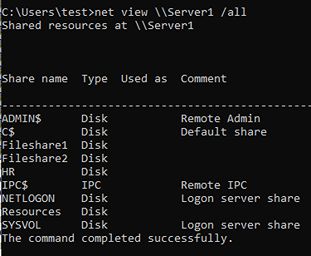 C:\Users\test>net view \\Server1 /all
Shared resources at \\Server1
Share name  Type  Used as  Comment
-------------------------------------------------------------------------------
ADMIN$      Disk           Remote Admin
C$          Disk           Default share
Fileshare1  Disk
Fileshare2  Disk
HR          Disk
IPC$        IPC            Remote IPC
NETLOGON    Disk           Logon server share
Resources   Disk
SYSVOL      Disk           Logon server share
The command completed successfully.